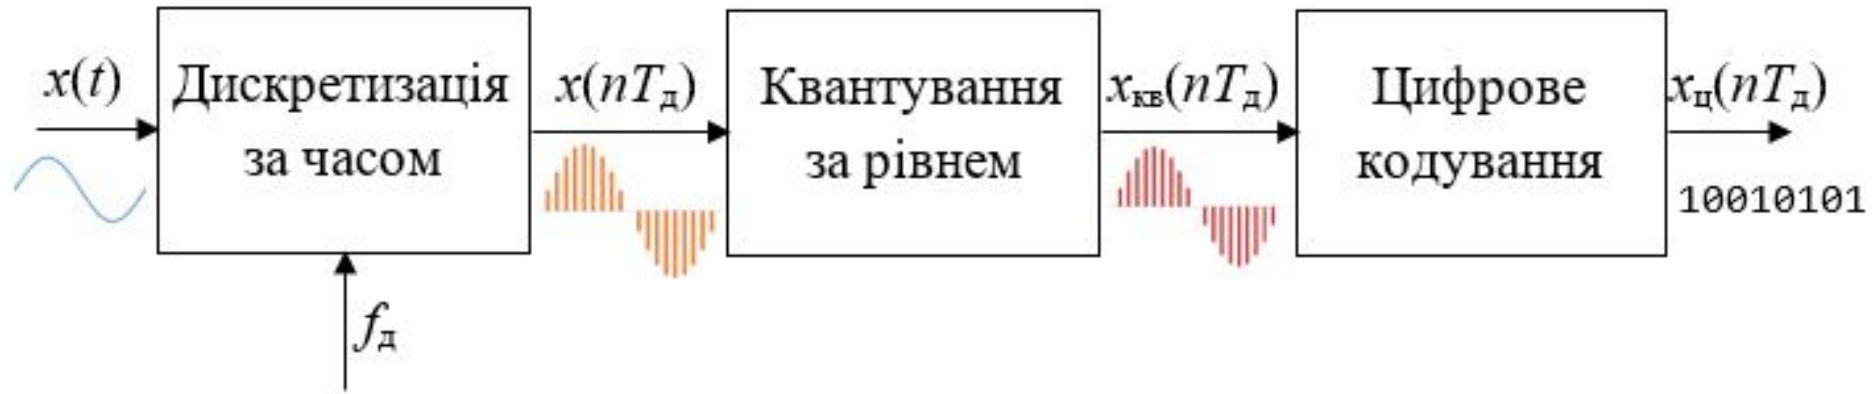 x(t)
Дискретизація
за часом
x(nTд)
Квантування
за рівнем
xкв(nTд)
Цифрове
кодування
xц(nTд)
10010101
fд